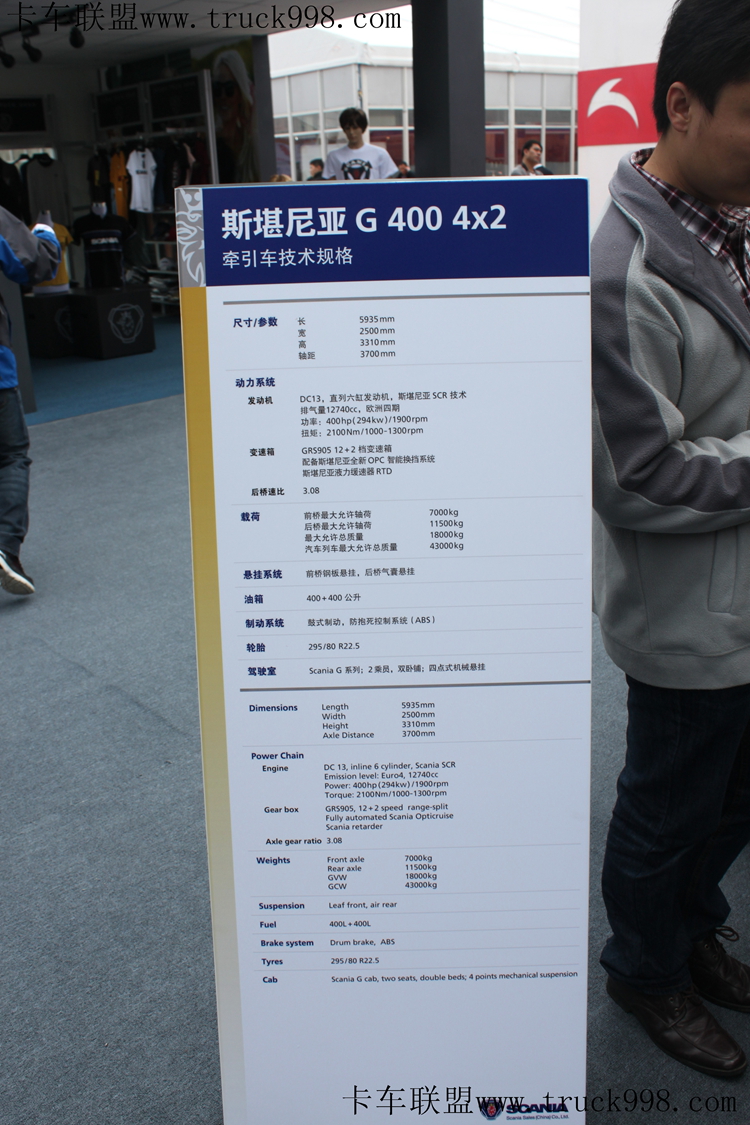 卡车联盟www.truck998.com
SCANIA
斯堪尼亚 G 400 4x2
牵引车技术规格
尺寸/参数 长 5935mm
宽 2500mm
高 3310mm
轴距 3700mm
动力系统
发动机 DC13，直列六缸发动机，斯堪尼亚 SCR 技术
排气量12740cc，欧洲四期
功率：400hp(294kw)/1900rpm
扭矩：2100Nm/1000-1300rpm
变速箱 GRS905 12+2 档变速箱
配备斯堪尼亚全新 OPC 智能换挡系统
斯堪尼亚液力缓速器 RTD
后桥速比 3.08
载荷 前桥最大允许轴荷 7000kg
后桥最大允许轴荷 11500kg
最大允许总质量 18000kg
汽车列车最大允许总质量 43000kg
悬挂系统 前桥钢板悬挂，后桥气囊悬挂
油箱 400+400 公升
制动系统 鼓式制动，防抱死控制系统（ABS）
轮胎 295/80 R22.5
驾驶室 Scania G 系列；2 乘员，双卧铺；四点式机械悬挂
Dimensions Length 5935mm
Width 2500mm
Height 3310mm
Axle Distance 3700mm
Power Chain
Engine DC 13, inline 6 cylinder, Scania SCR
Emission level: Euro4, 12740cc
Power: 400hp(294kw)/1900rpm
Torque: 2100Nm/1000-1300rpm
Gear box GRS905, 12+2 speed range-split
Fully automated Scania Opticruise
Scania retarder
Axle gear ratio 3.08
Weights Front axle 7000kg
Rear axle 11500kg
GVW 18000kg
GCW 43000kg
Suspension Leaf front, air rear
Fuel 400L+400L
Brake system Drum brake, ABS
Tyres 295/80 R22.5
Cab Scania G cab, two seats, double beds; 4 points mechanical suspension
卡车联盟www.truck998.com
SCANIA
Scania Sales (China) Co., Ltd.